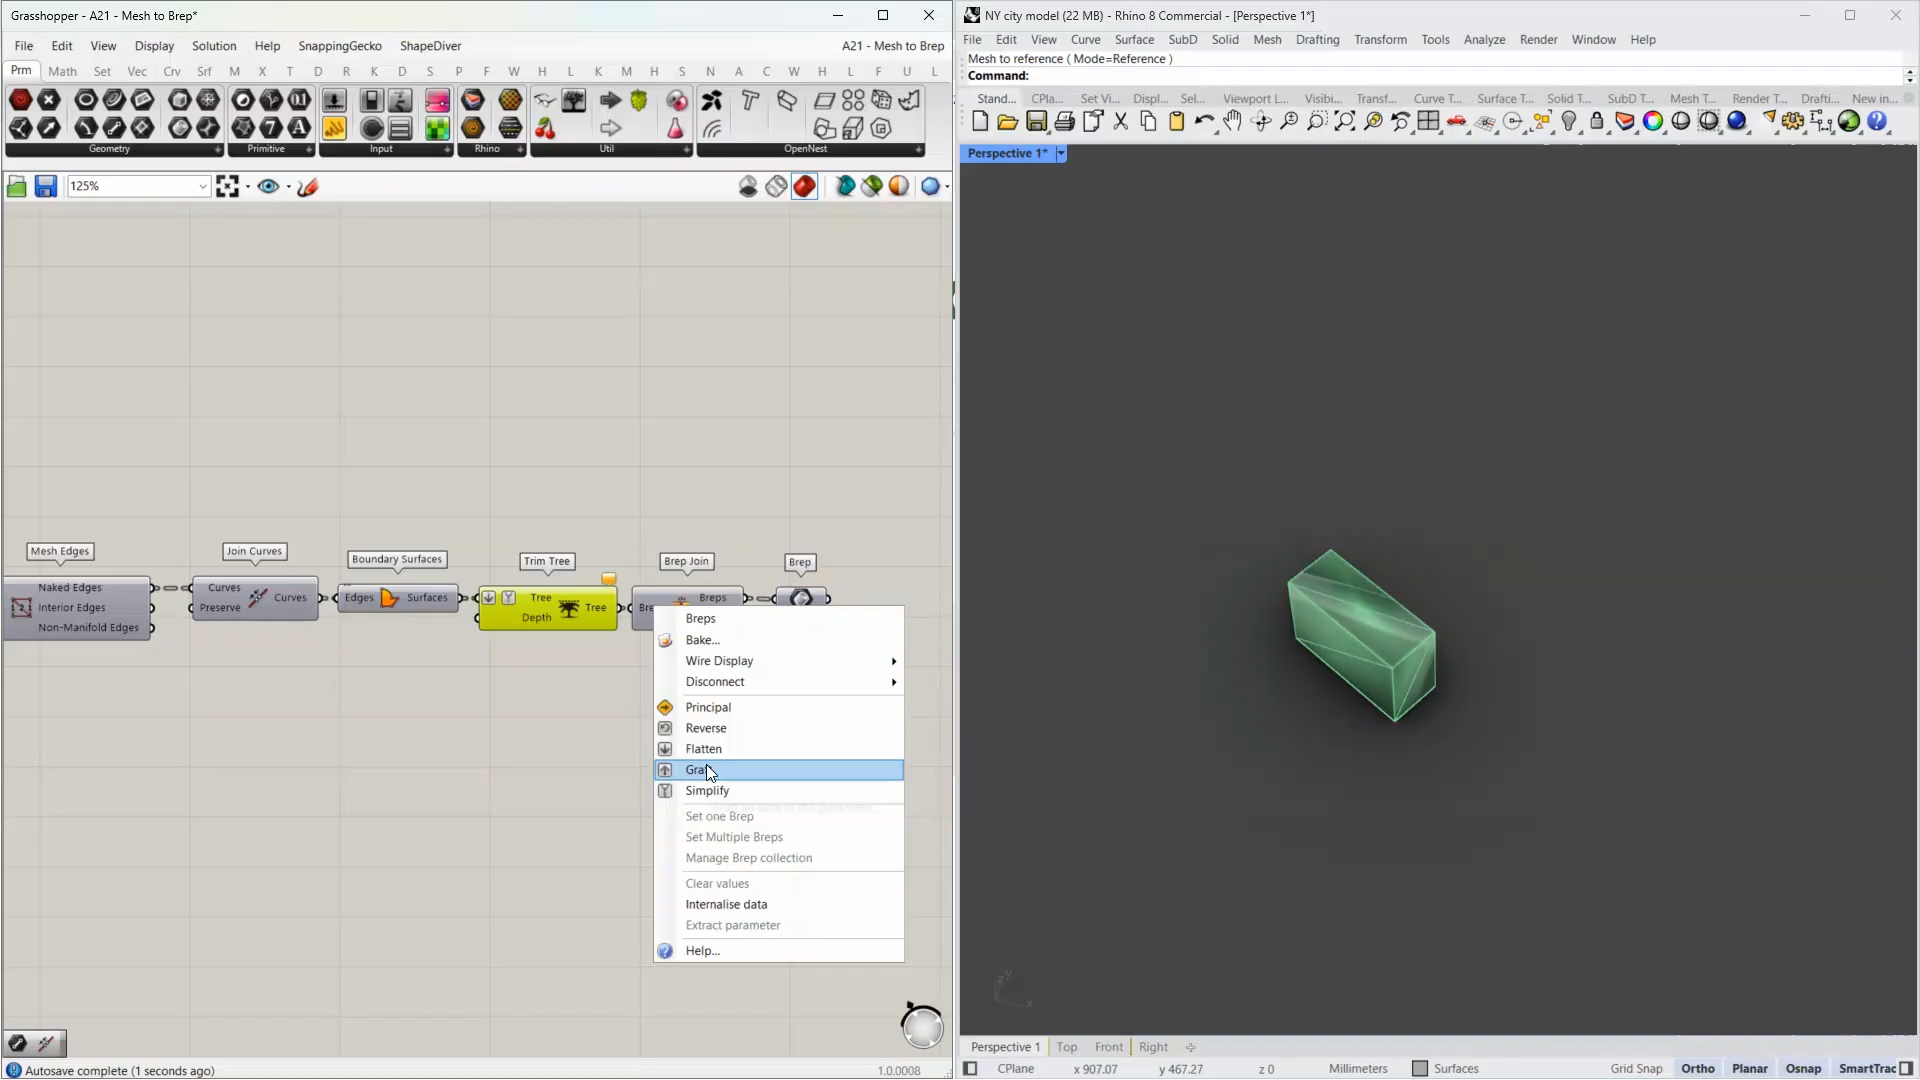 Grasshopper - A21 - Mesh to Brep*
File Edit View Display Solution Help SnappingGecko ShapeDiver A21 - Mesh to Brep
Prm Math Set Vec Crv Srf M X T D R K D S P F W H L K M H S N A C W H L F U L
Geometry Primitive Input Rhino Util OpenNest
125%
Mesh Edges Join Curves Boundary Surfaces Trim Tree Brep Join Brep
Naked Edges
Interior Edges
Non-Manifold Edges
Curves
Preserve
Curves
Edges Surfaces
Tree
Depth
Tree
Bre
Breps
Breps
Bake...
Wire Display
Disconnect
Principal
Reverse
Flatten
Gra
Simplify
Set one Brep
Set Multiple Breps
Manage Brep collection
Clear values
Internalise data
Extract parameter
Help...
Autosave complete (1 seconds ago) 1.0.0008
NY city model (22 MB) - Rhino 8 Commercial - [Perspective 1*]
File Edit View Curve Surface SubD Solid Mesh Drafting Transform Tools Analyze Render Window Help
Mesh to reference ( Mode=Reference )
Command:
Stand... CPla... Set Vi... Displ... Sel... Viewport L... Visibi... Transf... Curve T... Surface T... Solid T... SubD T... Mesh T... Render T... Drafti... New in...
Perspective 1*
Perspective 1 Top Front Right
CPlane x 907.07 y 467.27 z 0 Millimeters Surfaces Grid Snap Ortho Planar Osnap SmartTrac